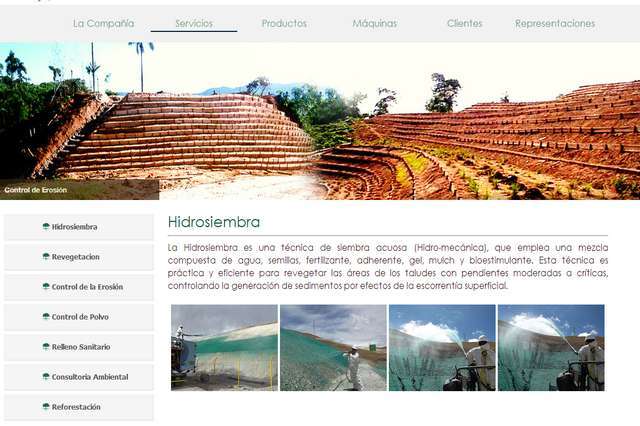 La Compañía Servicios Productos Máquinas Clientes Representaciones
Control de Erosión
Hidrosiembra
Revegetacion
Control de la Erosión
Control de Polvo
Relleno Sanitario
Consultoria Ambiental
Reforestación
Hidrosiembra
La Hidrosiembra es una técnica de siembra acuosa (Hidro-mecánica), que emplea una mezcla
compuesta de agua, semillas, fertilizante, adherente, gel, mulch y bioestimulante. Esta técnica es
práctica y eficiente para revegetar las áreas de los taludes con pendientes moderadas a críticas,
controlando la generación de sedimentos por efectos de la escorrentía superficial.